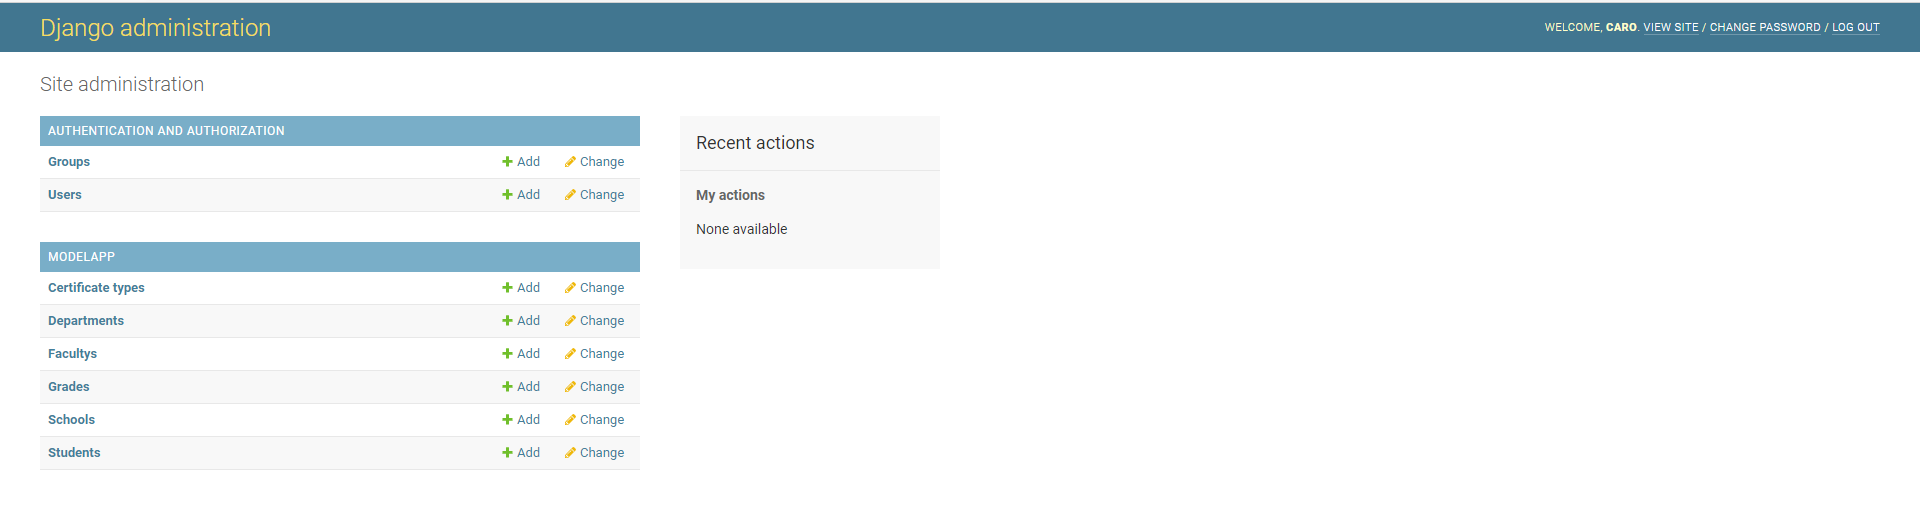 Django administration
WELCOME, CARO. VIEW SITE / CHANGE PASSWORD / LOG OUT
Site administration
AUTHENTICATION AND AUTHORIZATION
Groups Add Change
Users Add Change
MODELAPP
Certificate types Add Change
Departments Add Change
Facultys Add Change
Grades Add Change
Schools Add Change
Students Add Change
Recent actions
My actions
None available